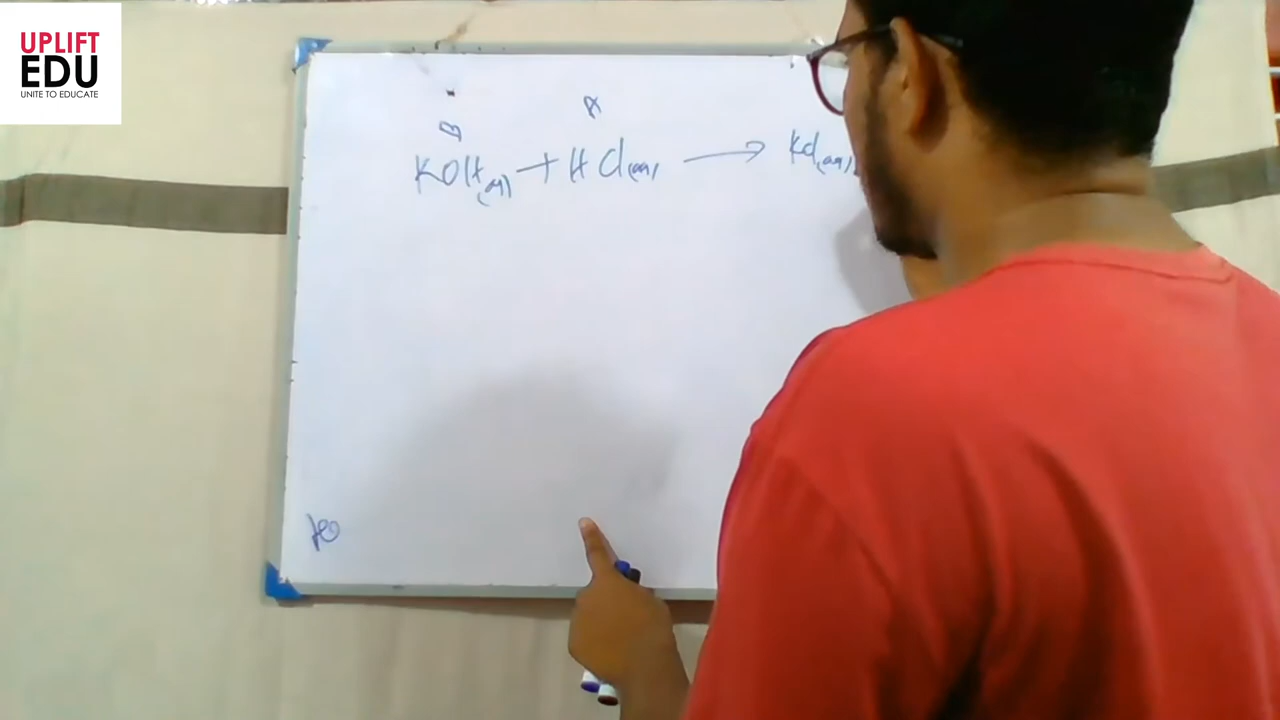 UPLIFT
EDU
UNITE TO EDUCATE
B A
KOH(aq) + HCl(aq) → KCl(aq)